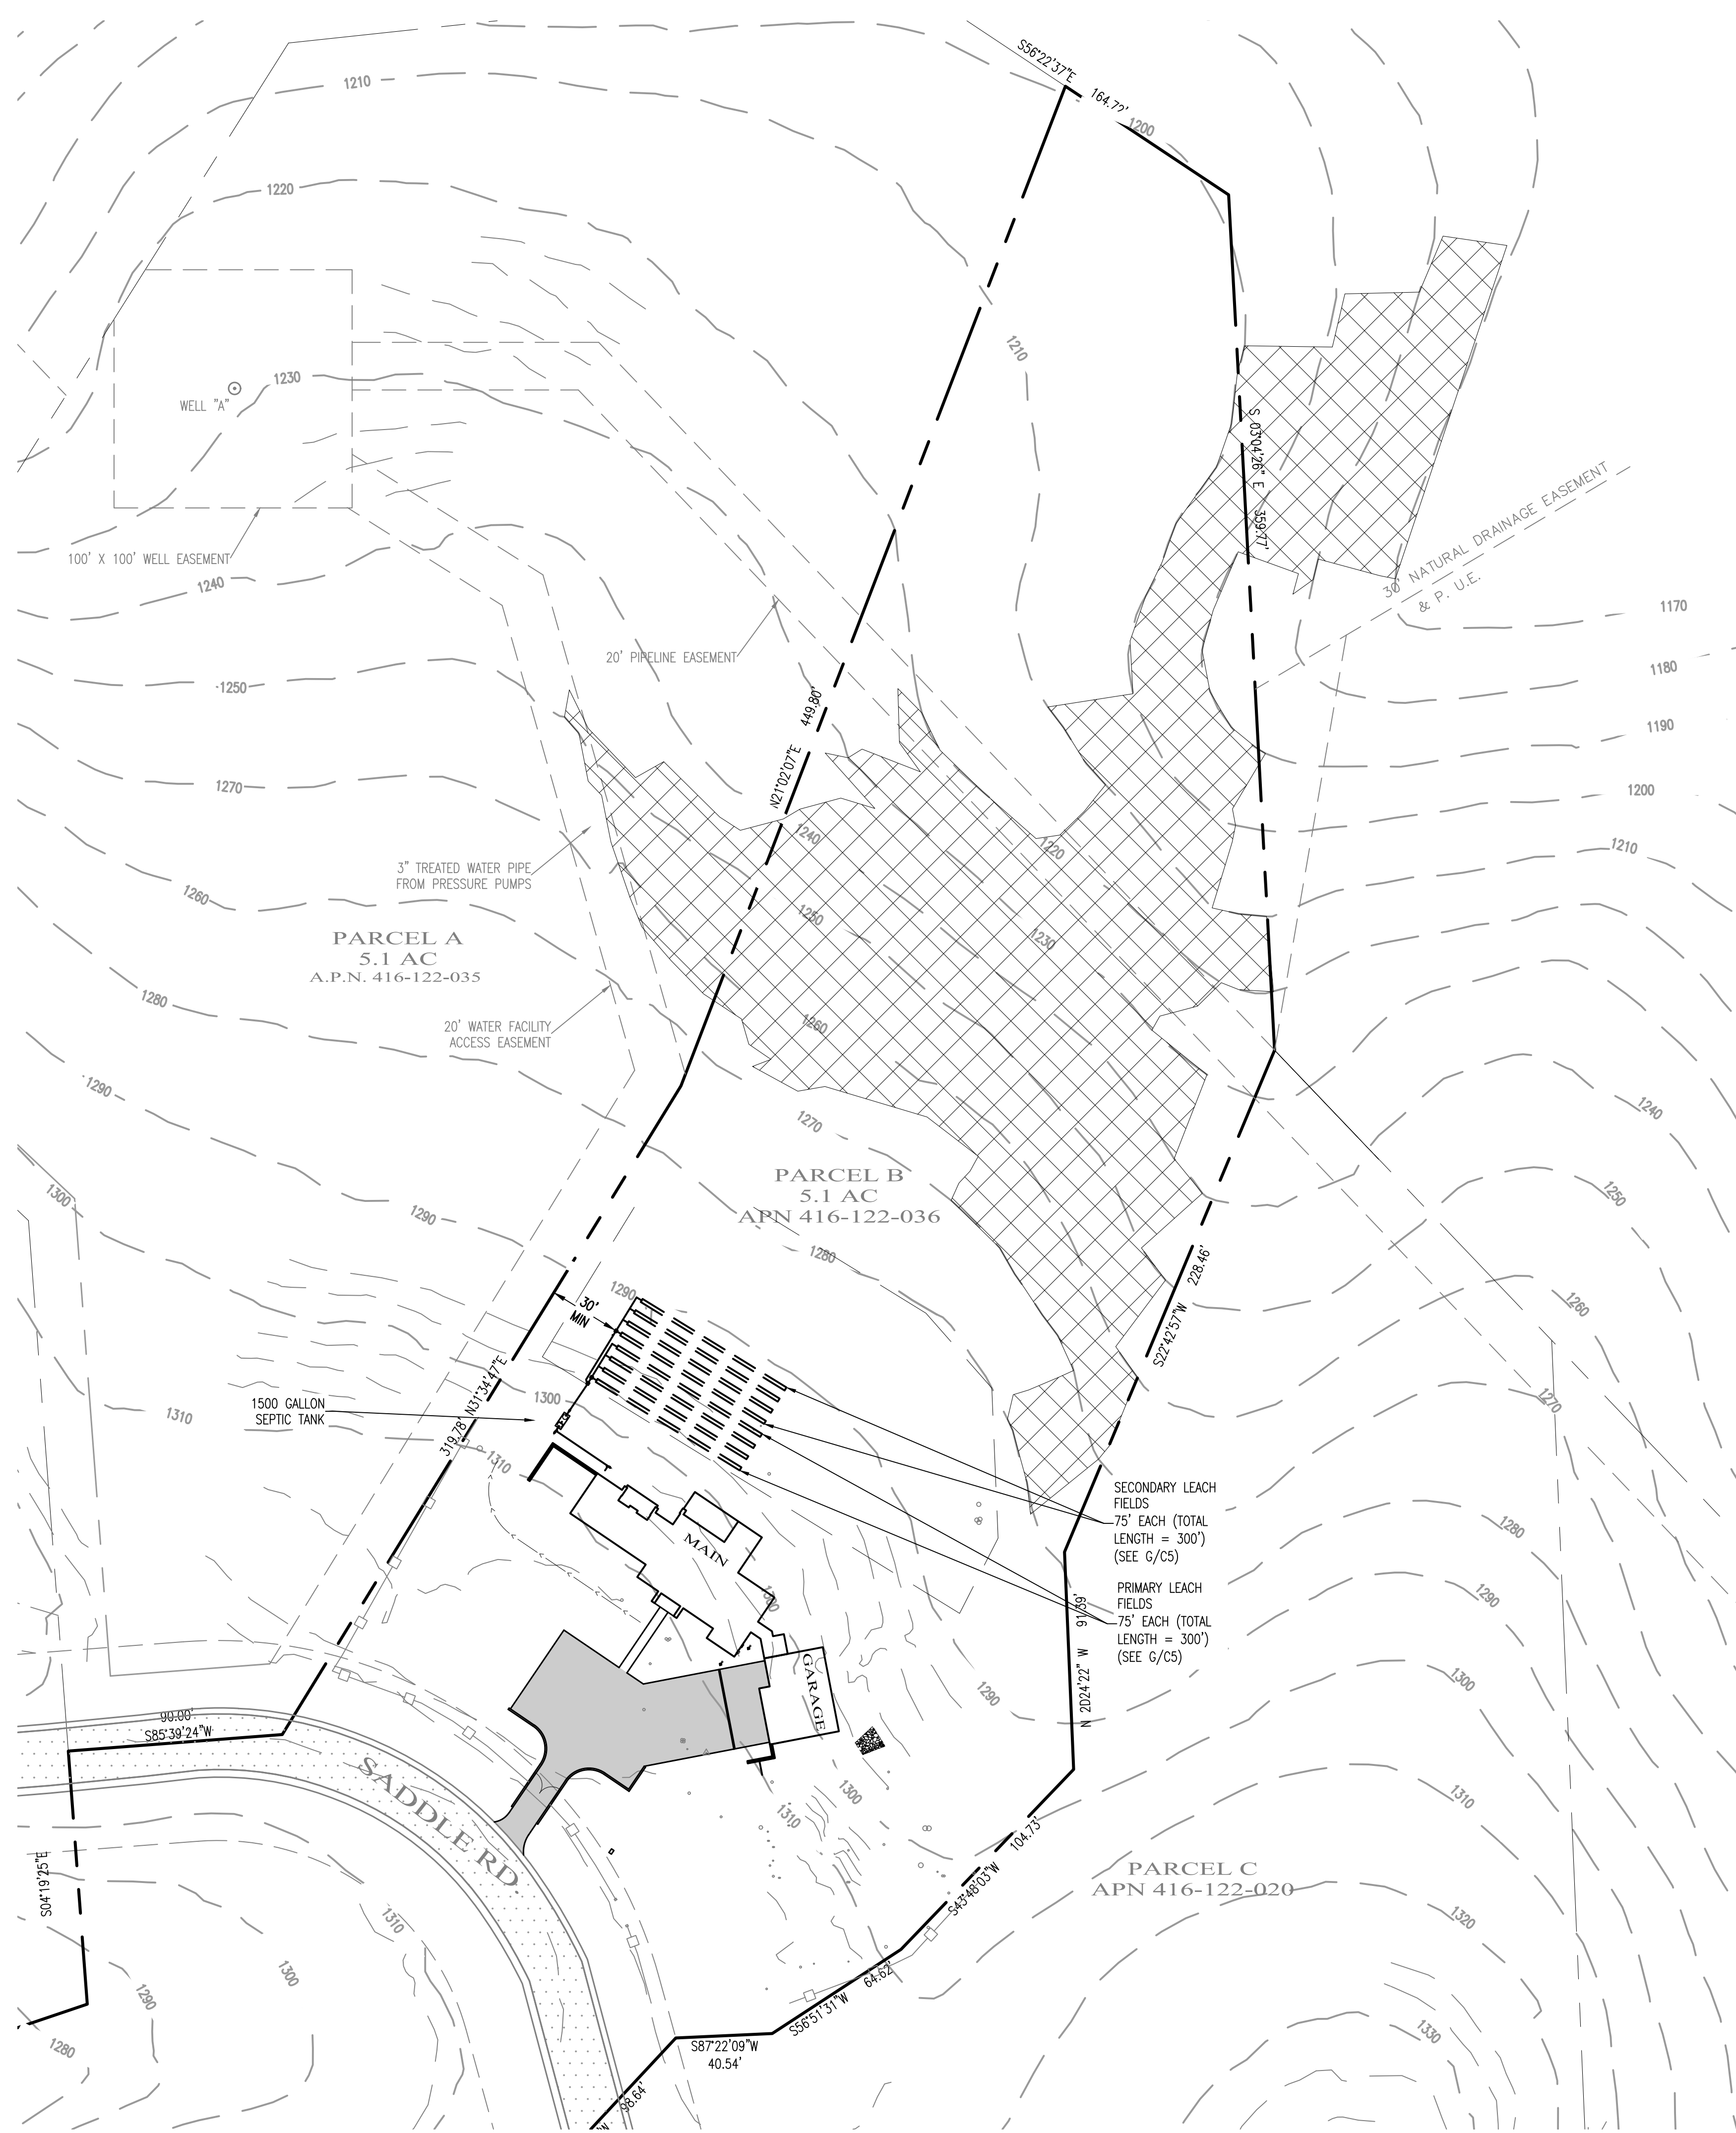 S56°22'37"E
164.72'
1200
1210
1220
1230
WELL "A"
1210
100' X 100' WELL EASEMENT
1240
S 03°04'26" E 359.77'
30' NATURAL DRAINAGE EASEMENT
& P. U.E.
1170
1180
1190
1200
1210
20' PIPELINE EASEMENT
1250
N21°02'07"E 449.80'
1270
3" TREATED WATER PIPE
FROM PRESSURE PUMPS
1240
1220
1260
1250
1230
PARCEL A
5.1 AC
A.P.N. 416-122-035
1280
20' WATER FACILITY
ACCESS EASEMENT
1260
1290
1270
1240
PARCEL B
5.1 AC
APN 416-122-036
1300
1290
1280
1250
S22°42'57"W 228.46'
1260
1290
30'
MIN
319.78' N31°34'47"E
1300
1270
1310
1500 GALLON
SEPTIC TANK
1310
SECONDARY LEACH
FIELDS
75' EACH (TOTAL
LENGTH = 300')
(SEE G/C5)
1280
MAIN
1300
PRIMARY LEACH
FIELDS
75' EACH (TOTAL
LENGTH = 300')
(SEE G/C5)
1290
N 2D24'22" W 91.59'
GARAGE
1290
1300
90.00'
S85°39'24"W
SADDLE RD.
1300
1310
1310
S04°19'25"E
104.73'
S43°48'03"W
PARCEL C
APN 416-122-020
1310
1320
1300
1290
64.62'
S56°51'31"W
1330
1280
S87°22'09"W
40.54'
98.64'